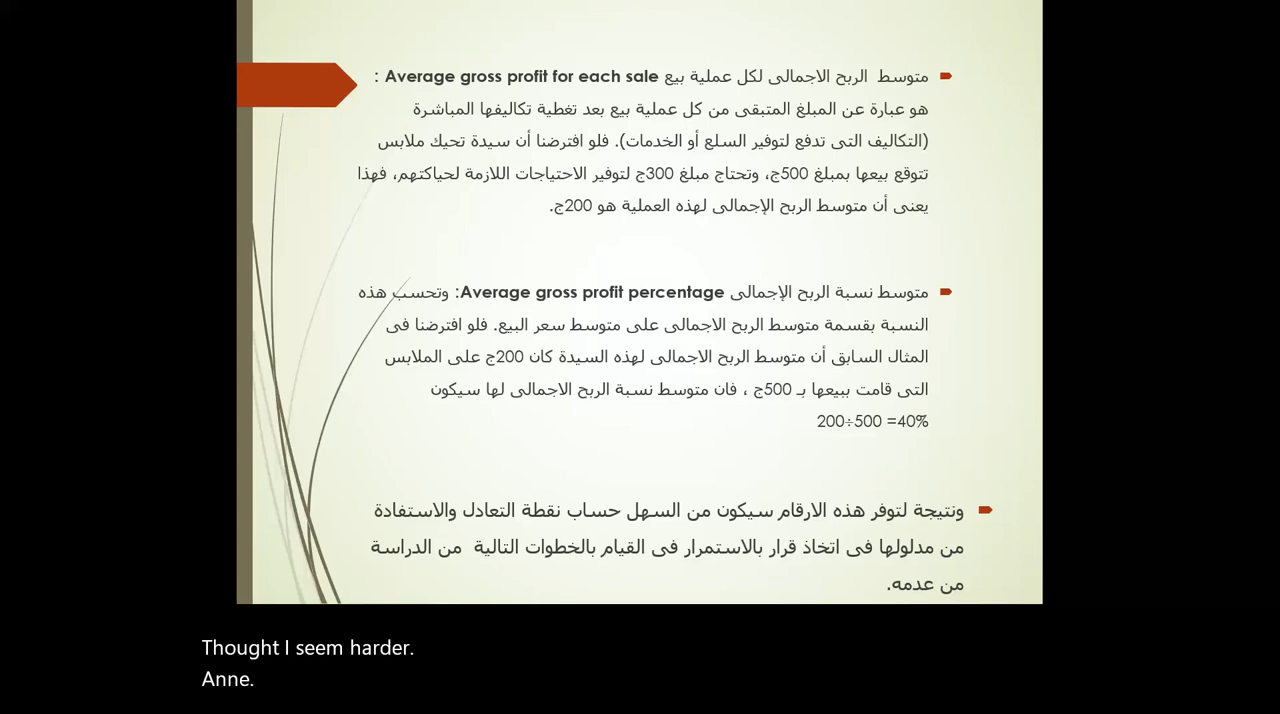 متوسط الربح الاجمالى لكل عملية بيع Average gross profit for each sale :
هو عبارة عن المبلغ المتبقى من كل عملية بيع بعد تغطية تكاليفها المباشرة
(التكاليف التى تدفع لتوفير السلع أو الخدمات). فلو افترضنا أن سيدة تحيك ملابس
تتوقع بيعها بمبلغ 500ج، وتحتاج مبلغ 300ج لتوفير الاحتياجات اللازمة لحياكتهم، فهذا
يعنى أن متوسط الربح الإجمالى لهذه العملية هو 200ج.
متوسط نسبة الربح الإجمالى Average gross profit percentage: وتحسب هذه
النسبة بقسمة متوسط الربح الاجمالى على متوسط سعر البيع. فلو افترضنا فى
المثال السابق أن متوسط الربح الاجمالى لهذه السيدة كان 200ج على الملابس
التى قامت ببيعها بـ 500ج ، فان متوسط نسبة الربح الاجمالى لها سيكون
200÷500 =40%
ونتيجة لتوفر هذه الارقام سيكون من السهل حساب نقطة التعادل والاستفادة
من مدلولها فى اتخاذ قرار بالاستمرار فى القيام بالخطوات التالية من الدراسة
من عدمه.
Thought I seem harder.
Anne.